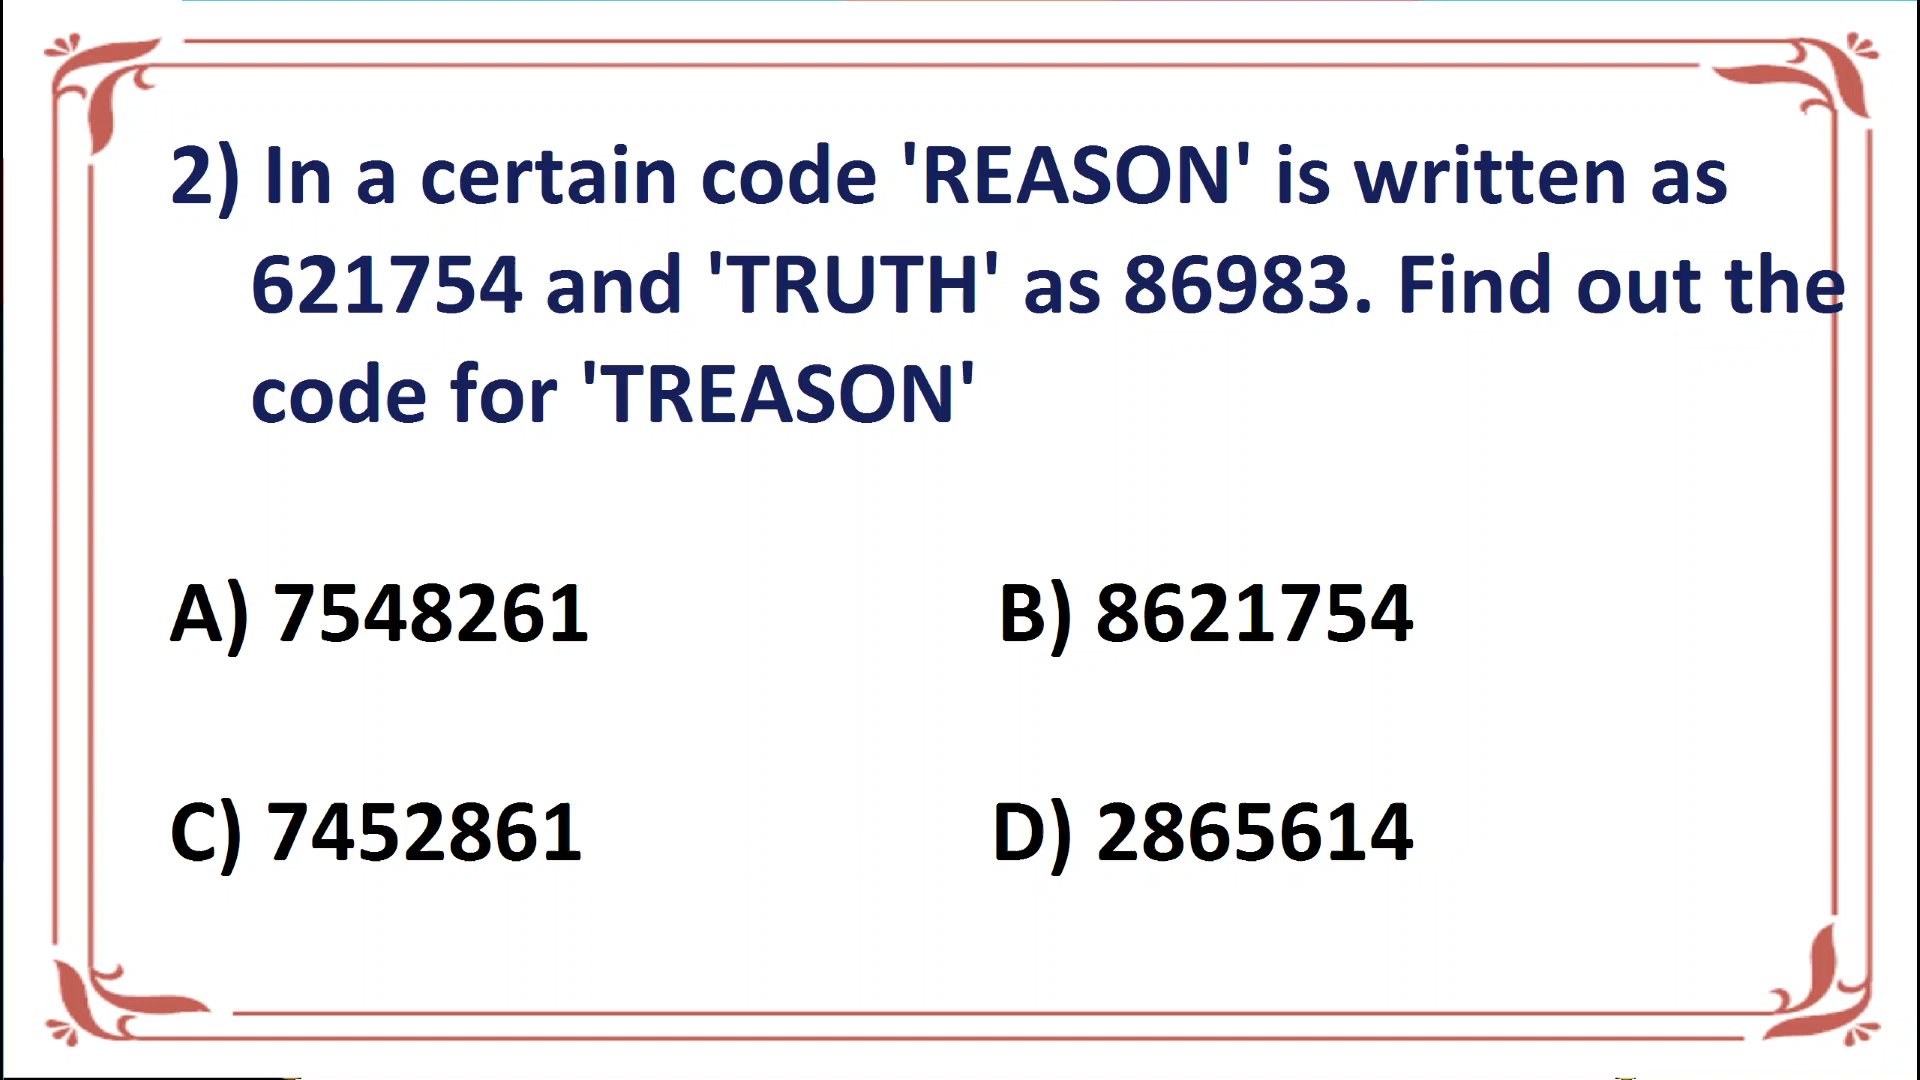 2) In a certain code 'REASON' is written as
621754 and 'TRUTH' as 86983. Find out the
code for 'TREASON'
A) 7548261 B) 8621754
C) 7452861 D) 2865614